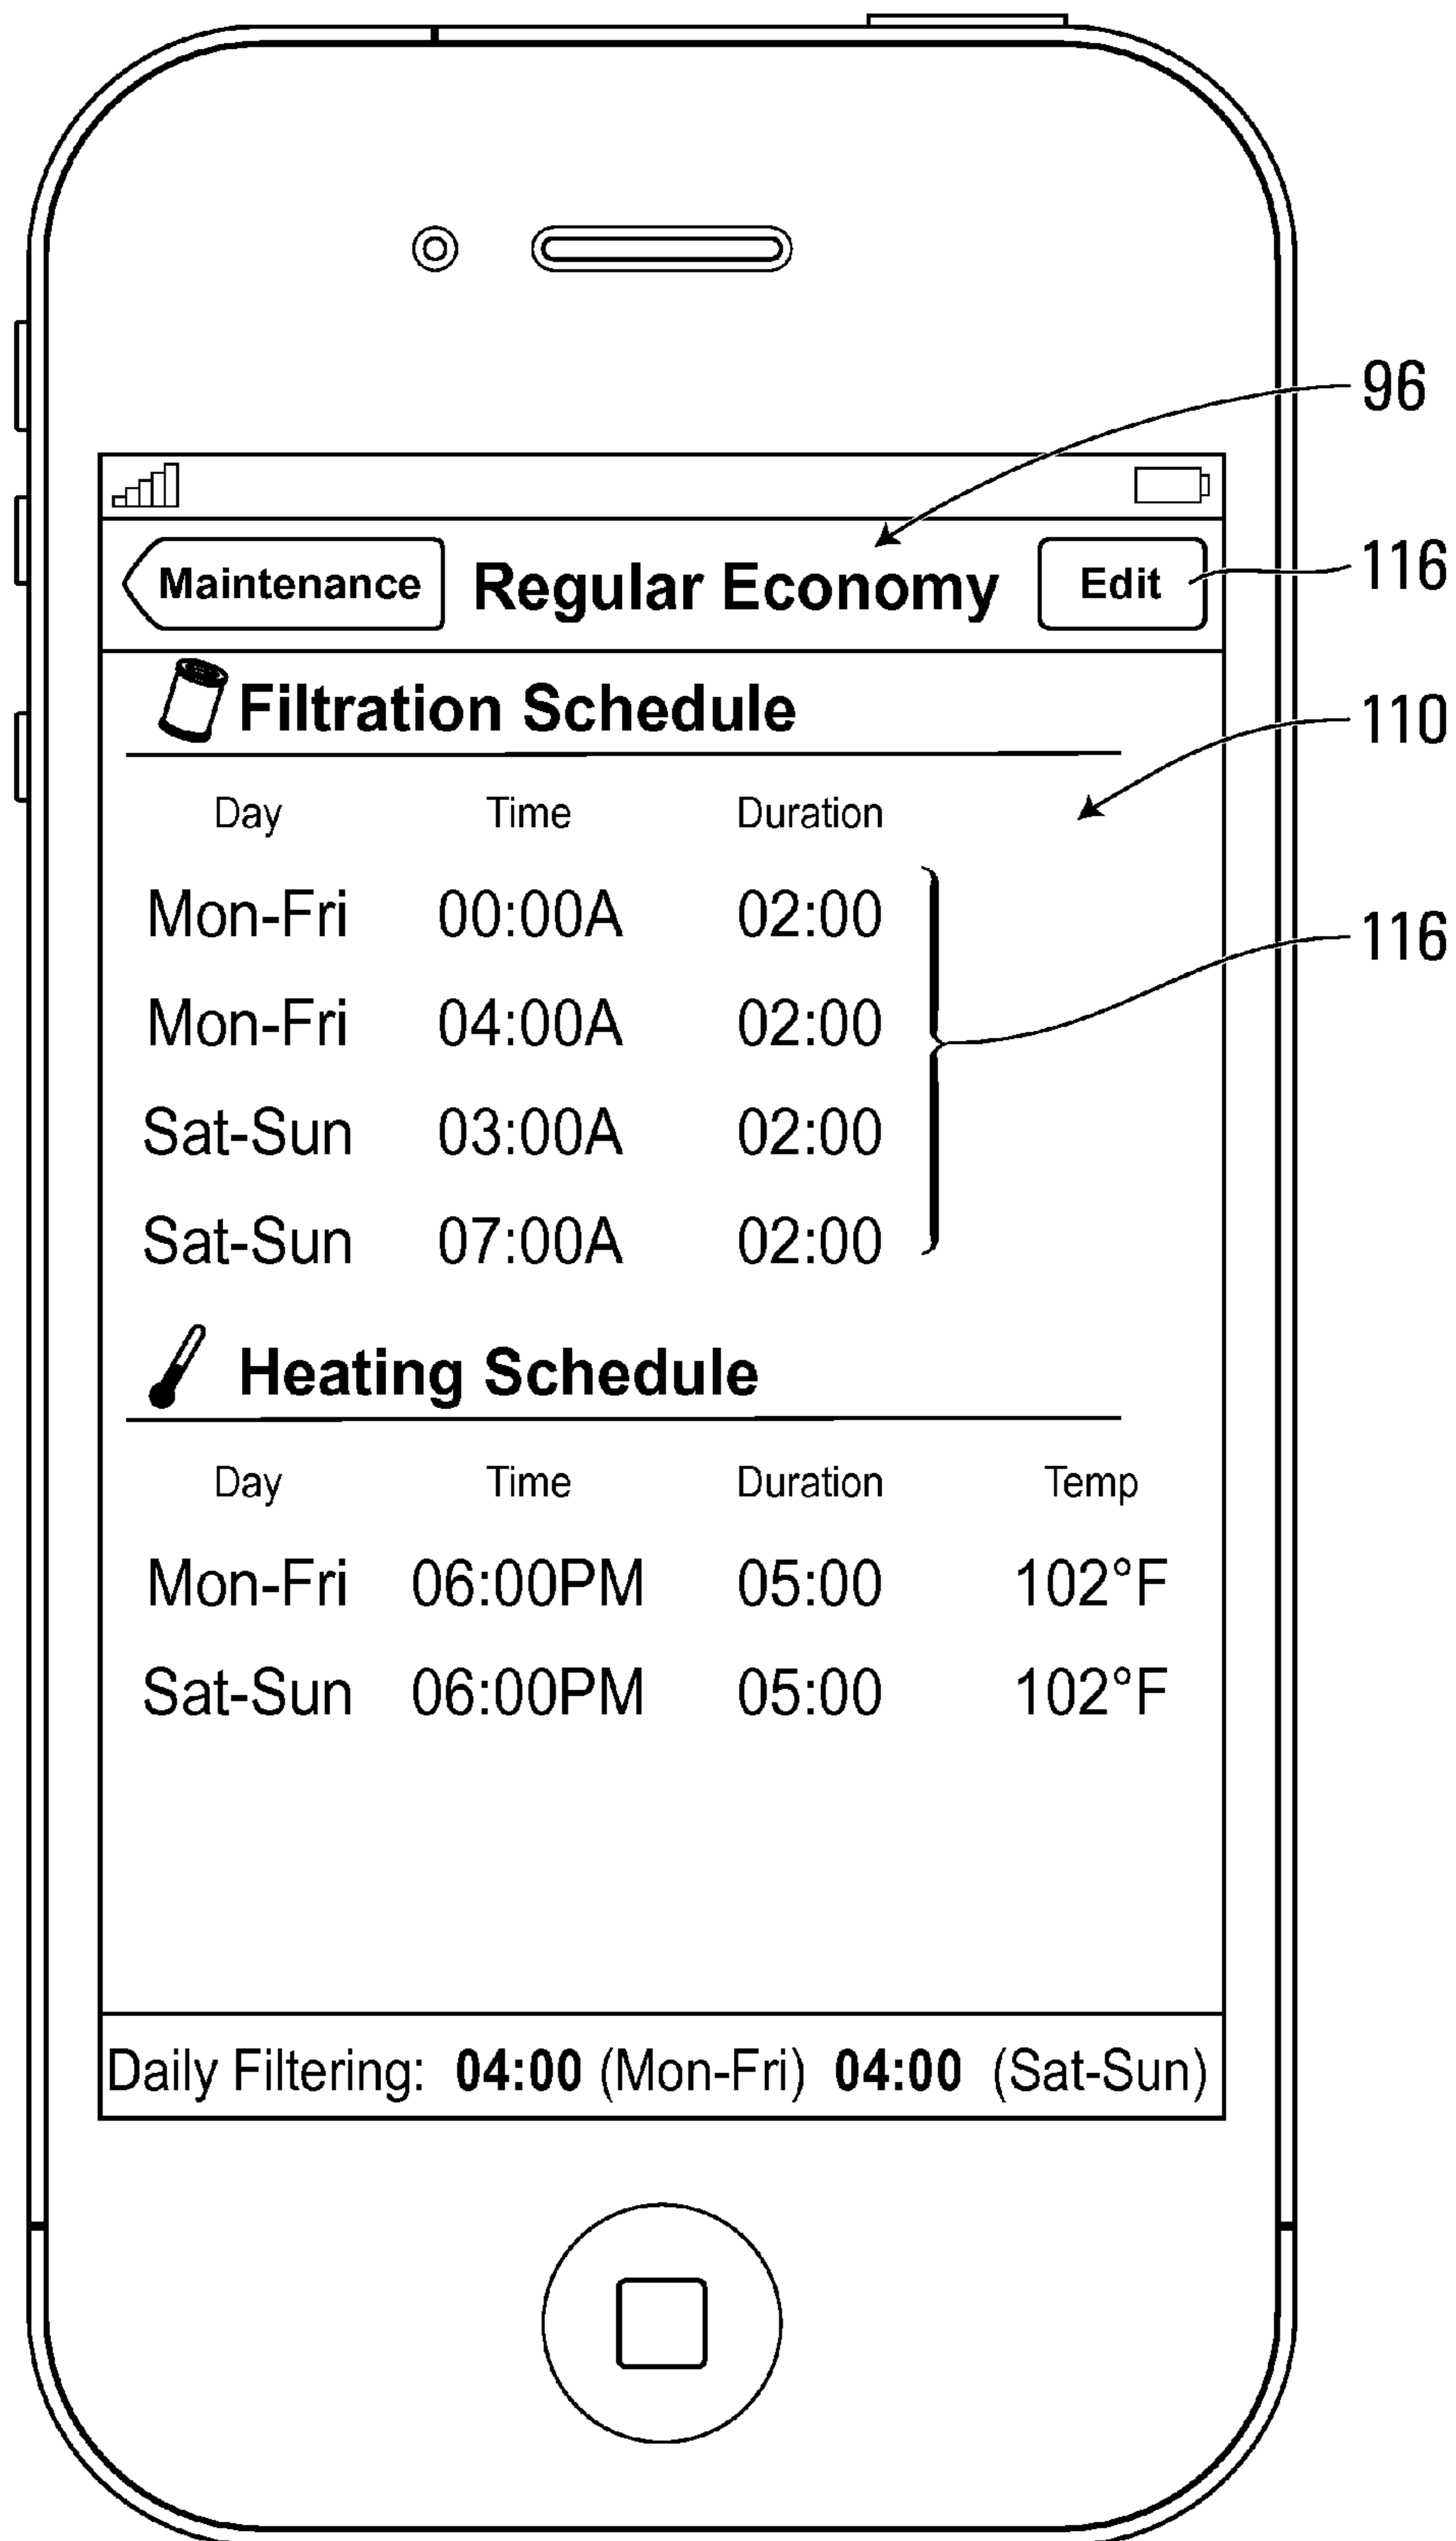 96
Maintenance Regular Economy Edit 116
Filtration Schedule
110
Day Time Duration
Mon-Fri 00:00A 02:00
116
Mon-Fri 04:00A 02:00
Sat-Sun 03:00A 02:00
Sat-Sun 07:00A 02:00
Heating Schedule
Day Time Duration Temp
Mon-Fri 06:00PM 05:00 102°F
Sat-Sun 06:00PM 05:00 102°F
Daily Filtering: 04:00 (Mon-Fri) 04:00 (Sat-Sun)